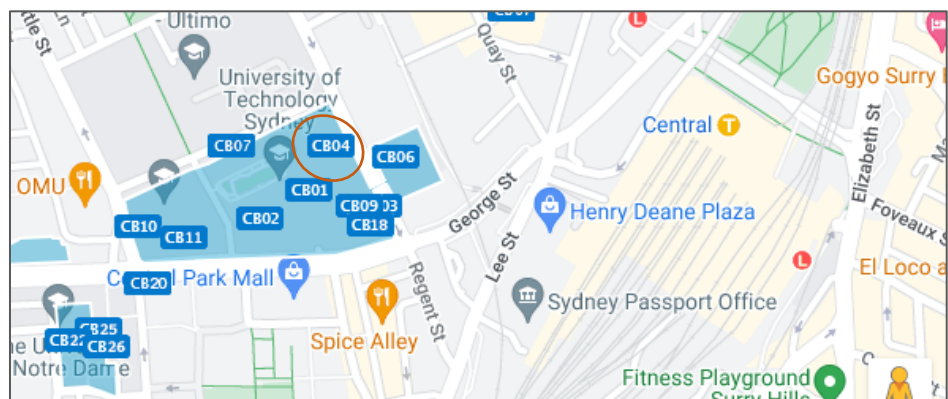 - Ultimo
Quay St
University of
Technology
Sydney
Gogyo Surry
Central
T
L
Elizabeth St
CB07
CB04
CB06
OMU
CB01
CB09
03
CB02
CB18
CB10
CB11
George St
Henry Deane Plaza
Foveaux S
Lee St
El Loco a
L
CB20
Central Park Mall
Regent St
Sydney Passport Office
CB25
CB22
CB26
Notre Dame
Spice Alley
Fitness Playground
Surry Hills